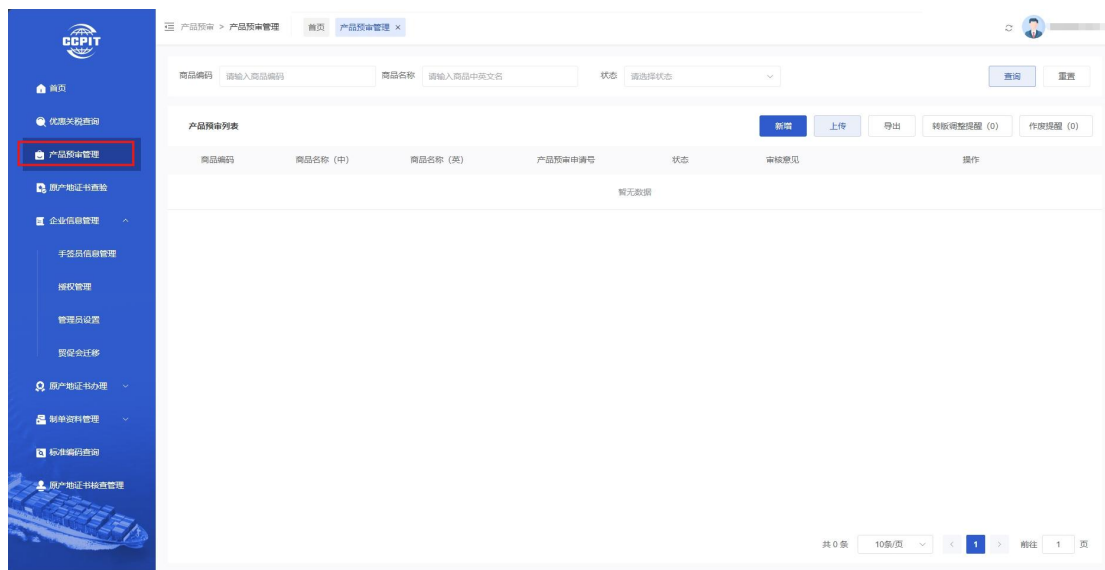 CCPIT
首页
优惠关税查询
产品预审管理
原产地证书查验
企业信息管理
手签员信息管理
授权管理
管理员设置
贸促会迁移
原产地证书办理
制单资料管理
标准编码查询
原产地证书核查管理
产品预审 > 产品预审管理 首页 产品预审管理 ×
商品编码 请输入商品编码 商品名称 请输入商品中英文名 状态 请选择状态 查询 重置
产品预审列表 新增 上传 导出 转版调整提醒 (0) 作废提醒 (0)
商品编码 商品名称 (中) 商品名称 (英) 产品预审申请号 状态 审核意见 操作
暂无数据
共 0 条 10条/页 < 1 > 前往 1 页